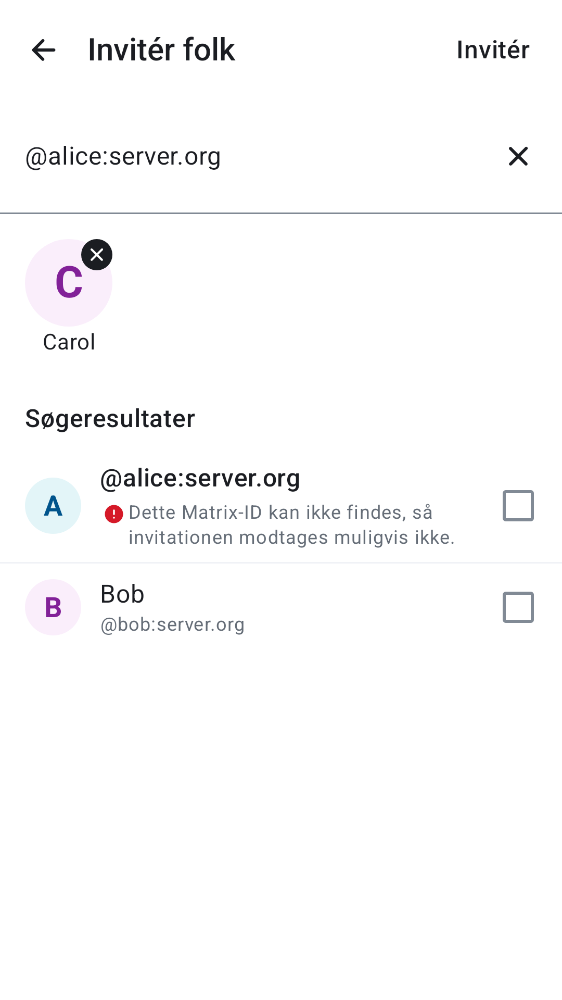 Invitér folk
Invitér
@alice:server.org
C
Carol
Søgeresultater
A
@alice:server.org
Dette Matrix-ID kan ikke findes, så
invitationen modtages muligvis ikke.
B
Bob
@bob:server.org